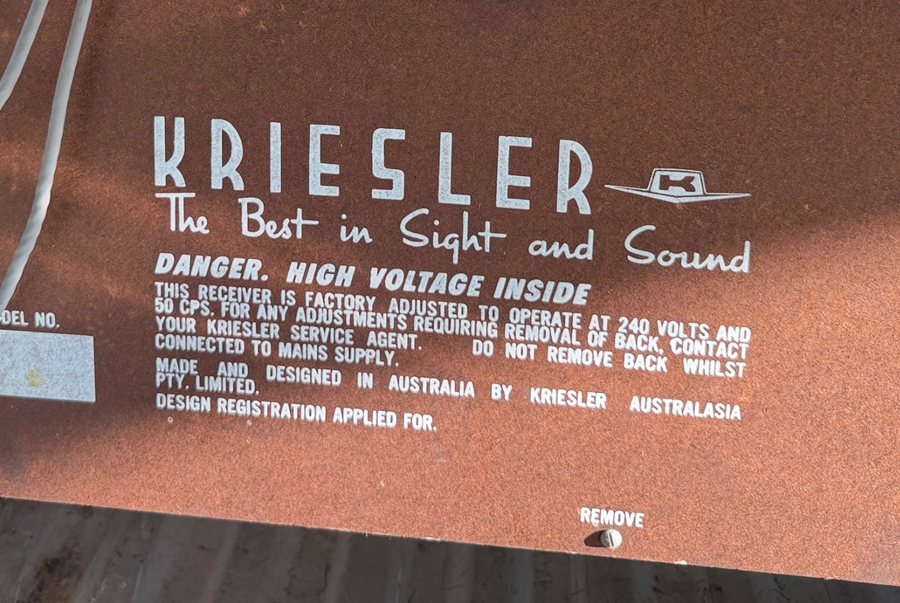 KRIESLER
K
The Best in Sight and Sound
DANGER. HIGH VOLTAGE INSIDE
THIS RECEIVER IS FACTORY ADJUSTED TO OPERATE AT 240 VOLTS AND
50 CPS. FOR ANY ADJUSTMENTS REQUIRING REMOVAL OF BACK, CONTACT
YOUR KRIESLER SERVICE AGENT. DO NOT REMOVE BACK WHILST
CONNECTED TO MAINS SUPPLY.
MADE AND DESIGNED IN AUSTRALIA BY KRIESLER AUSTRALASIA
PTY. LIMITED.
DESIGN REGISTRATION APPLIED FOR.
DEL NO.
REMOVE